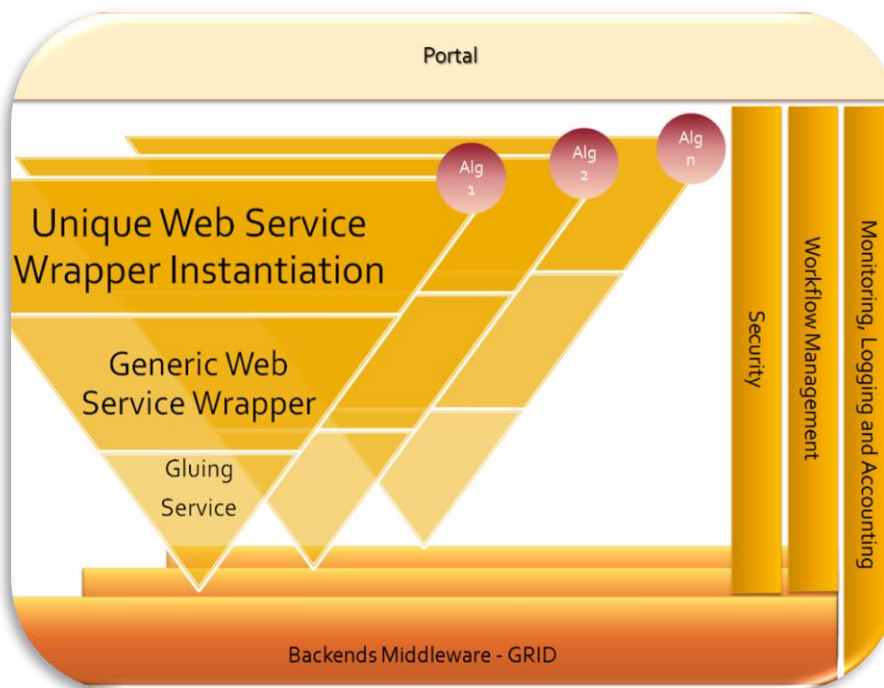 Portal
Alg
1
Alg
2
Alg
n
Unique Web Service
Wrapper Instantiation
Generic Web
Service Wrapper
Gluing
Service
Security
Workflow Management
Monitoring, Logging and Accounting
Backends Middleware - GRID